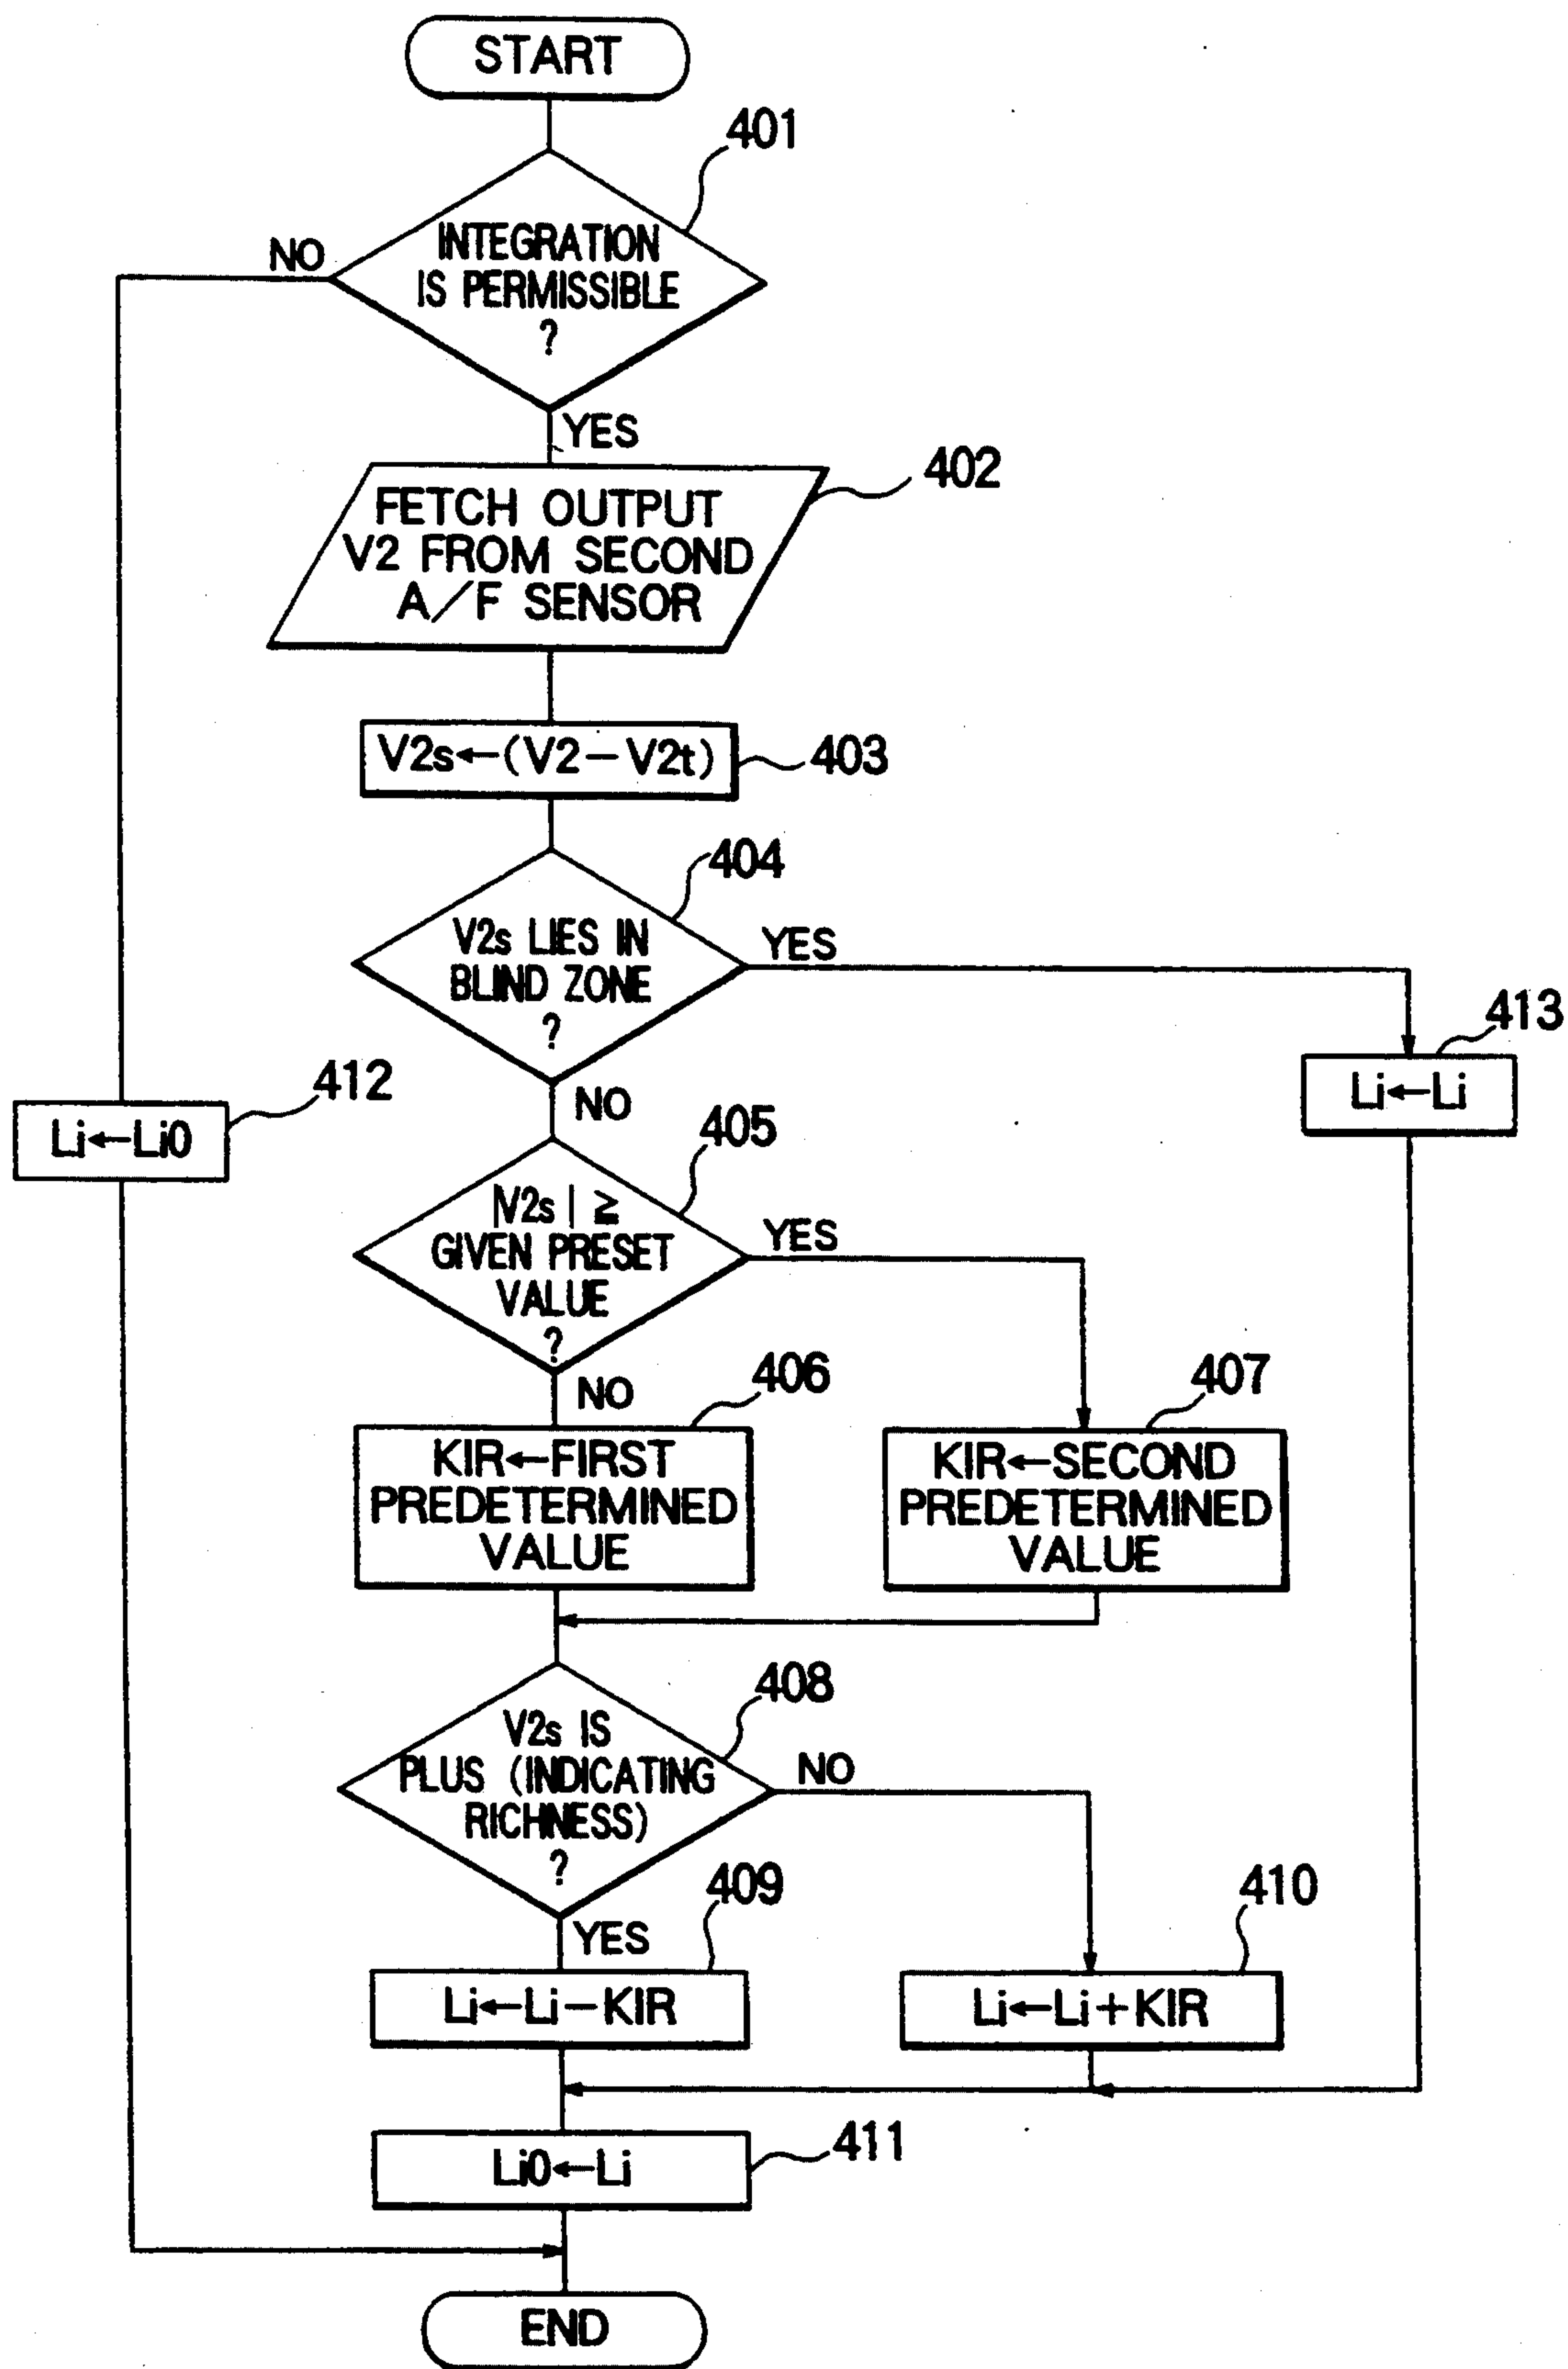 START
401
INTEGRATION
IS PERMISSIBLE
?
NO
YES
402
FETCH OUTPUT
V2 FROM SECOND
A/F SENSOR
V2s←(V2−V2t)
403
404
V2s LIES IN
BLIND ZONE
?
YES
NO
413
Li←Li
412
Li←Li0
405
|V2s| ≧
GIVEN PRESET
VALUE
?
YES
NO
406
KIR←FIRST
PREDETERMINED
VALUE
407
KIR←SECOND
PREDETERMINED
VALUE
408
V2s IS
PLUS (INDICATING
RICHNESS)
?
NO
YES
409
Li←Li−KIR
410
Li←Li+KIR
411
Li0←Li
END